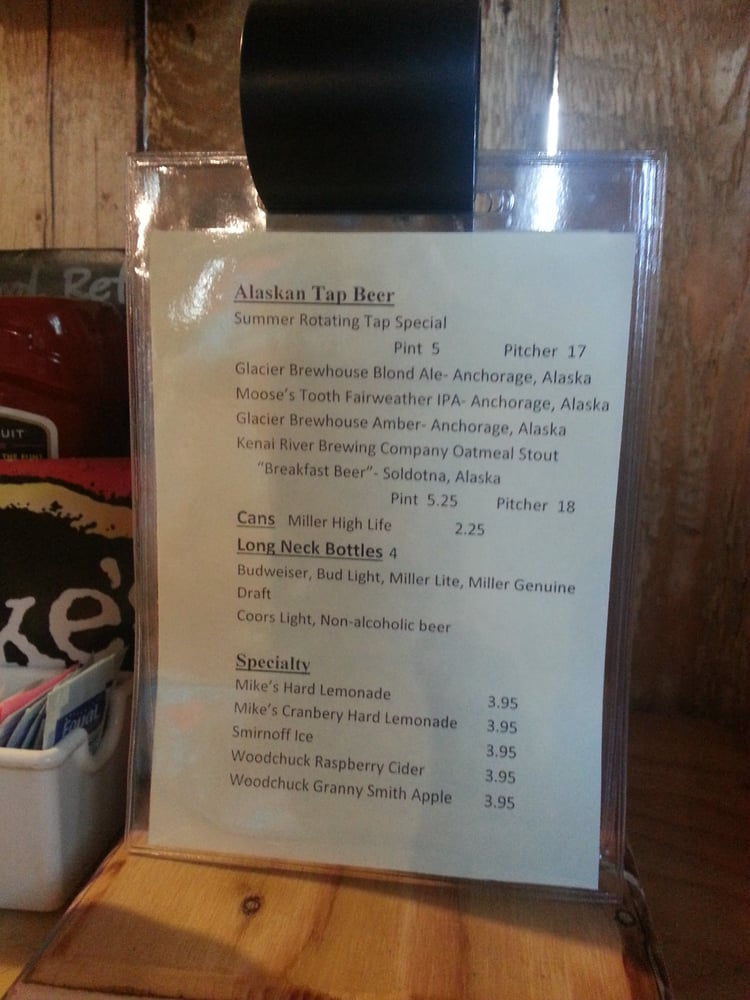 Alaskan Tap Beer
Summer Rotating Tap Special
Pint 5 Pitcher 17
Glacier Brewhouse Blond Ale- Anchorage, Alaska
Moose's Tooth Fairweather IPA- Anchorage, Alaska
Glacier Brewhouse Amber- Anchorage, Alaska
Kenai River Brewing Company Oatmeal Stout
"Breakfast Beer"- Soldotna, Alaska
Pint 5.25 Pitcher 18
Cans Miller High Life 2.25
Long Neck Bottles 4
Budweiser, Bud Light, Miller Lite, Miller Genuine
Draft
Coors Light, Non-alcoholic beer
Specialty
Mike's Hard Lemonade 3.95
Mike's Cranbery Hard Lemonade 3.95
Smirnoff Ice 3.95
Woodchuck Raspberry Cider 3.95
Woodchuck Granny Smith Apple 3.95
UIT
ke's
Equal